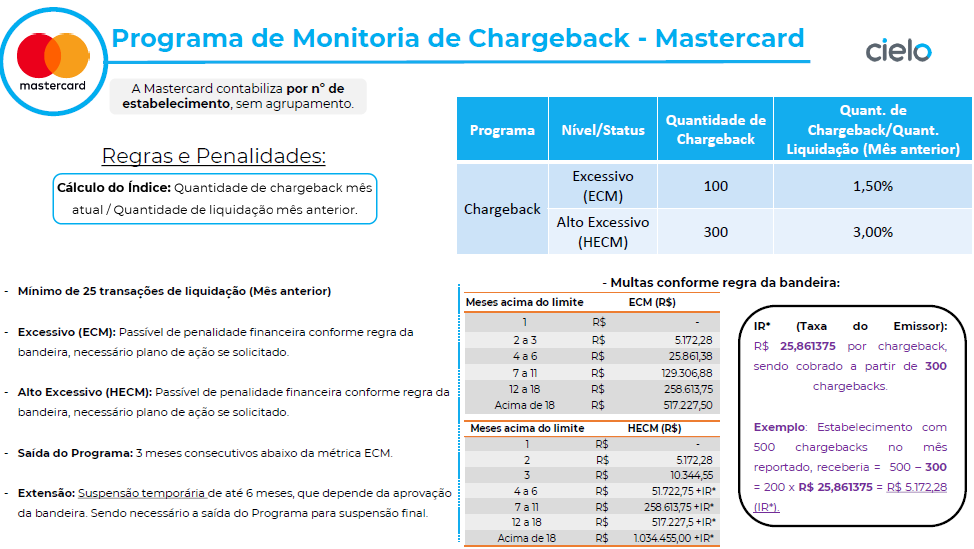 Programa de Monitoria de Chargeback - Mastercard
mastercard
cielo
A Mastercard contabiliza por n° de
estabelecimento, sem agrupamento.
Regras e Penalidades:
Cálculo do Índice: Quantidade de chargeback mês
atual / Quantidade de liquidação mês anterior.
Programa Nível/Status Quantidade de Chargeback Quant. de Chargeback/Quant. Liquidação (Mês anterior)
Chargeback
Excessivo (ECM) 100 1,50%
Alto Excessivo (HECM) 300 3,00%
- Mínimo de 25 transações de liquidação (Mês anterior)
- Excessivo (ECM): Passível de penalidade financeira conforme regra da
bandeira, necessário plano de ação se solicitado.
- Alto Excessivo (HECM): Passível de penalidade financeira conforme regra da
bandeira, necessário plano de ação se solicitado.
- Saída do Programa: 3 meses consecutivos abaixo da métrica ECM.
- Extensão: Suspensão temporária de até 6 meses, que depende da aprovação
da bandeira. Sendo necessário a saída do Programa para suspensão final.
- Multas conforme regra da bandeira:
Meses acima do limite ECM (R$)
1 R$ -
2 a 3 R$ 5.172,28
4 a 6 R$ 25.861,38
7 a 11 R$ 129.306,88
12 a 18 R$ 258.613,75
Acima de 18 R$ 517.227,50
Meses acima do limite HECM (R$)
1 R$ -
2 R$ 5.172,28
3 R$ 10.344,55
4 a 6 R$ 51.722,75 +IR*
7 a 11 R$ 258.613,75 +IR*
12 a 18 R$ 517.227,5 +IR*
Acima de 18 R$ 1.034.455,00 +IR*
IR* (Taxa do Emissor):
R$ 25,861375 por chargeback,
sendo cobrado a partir de 300
chargebacks.
Exemplo: Estabelecimento com
500 chargebacks no mês
reportado, receberia = 500 – 300
= 200 x R$ 25,861375 = R$ 5.172,28
(IR*).